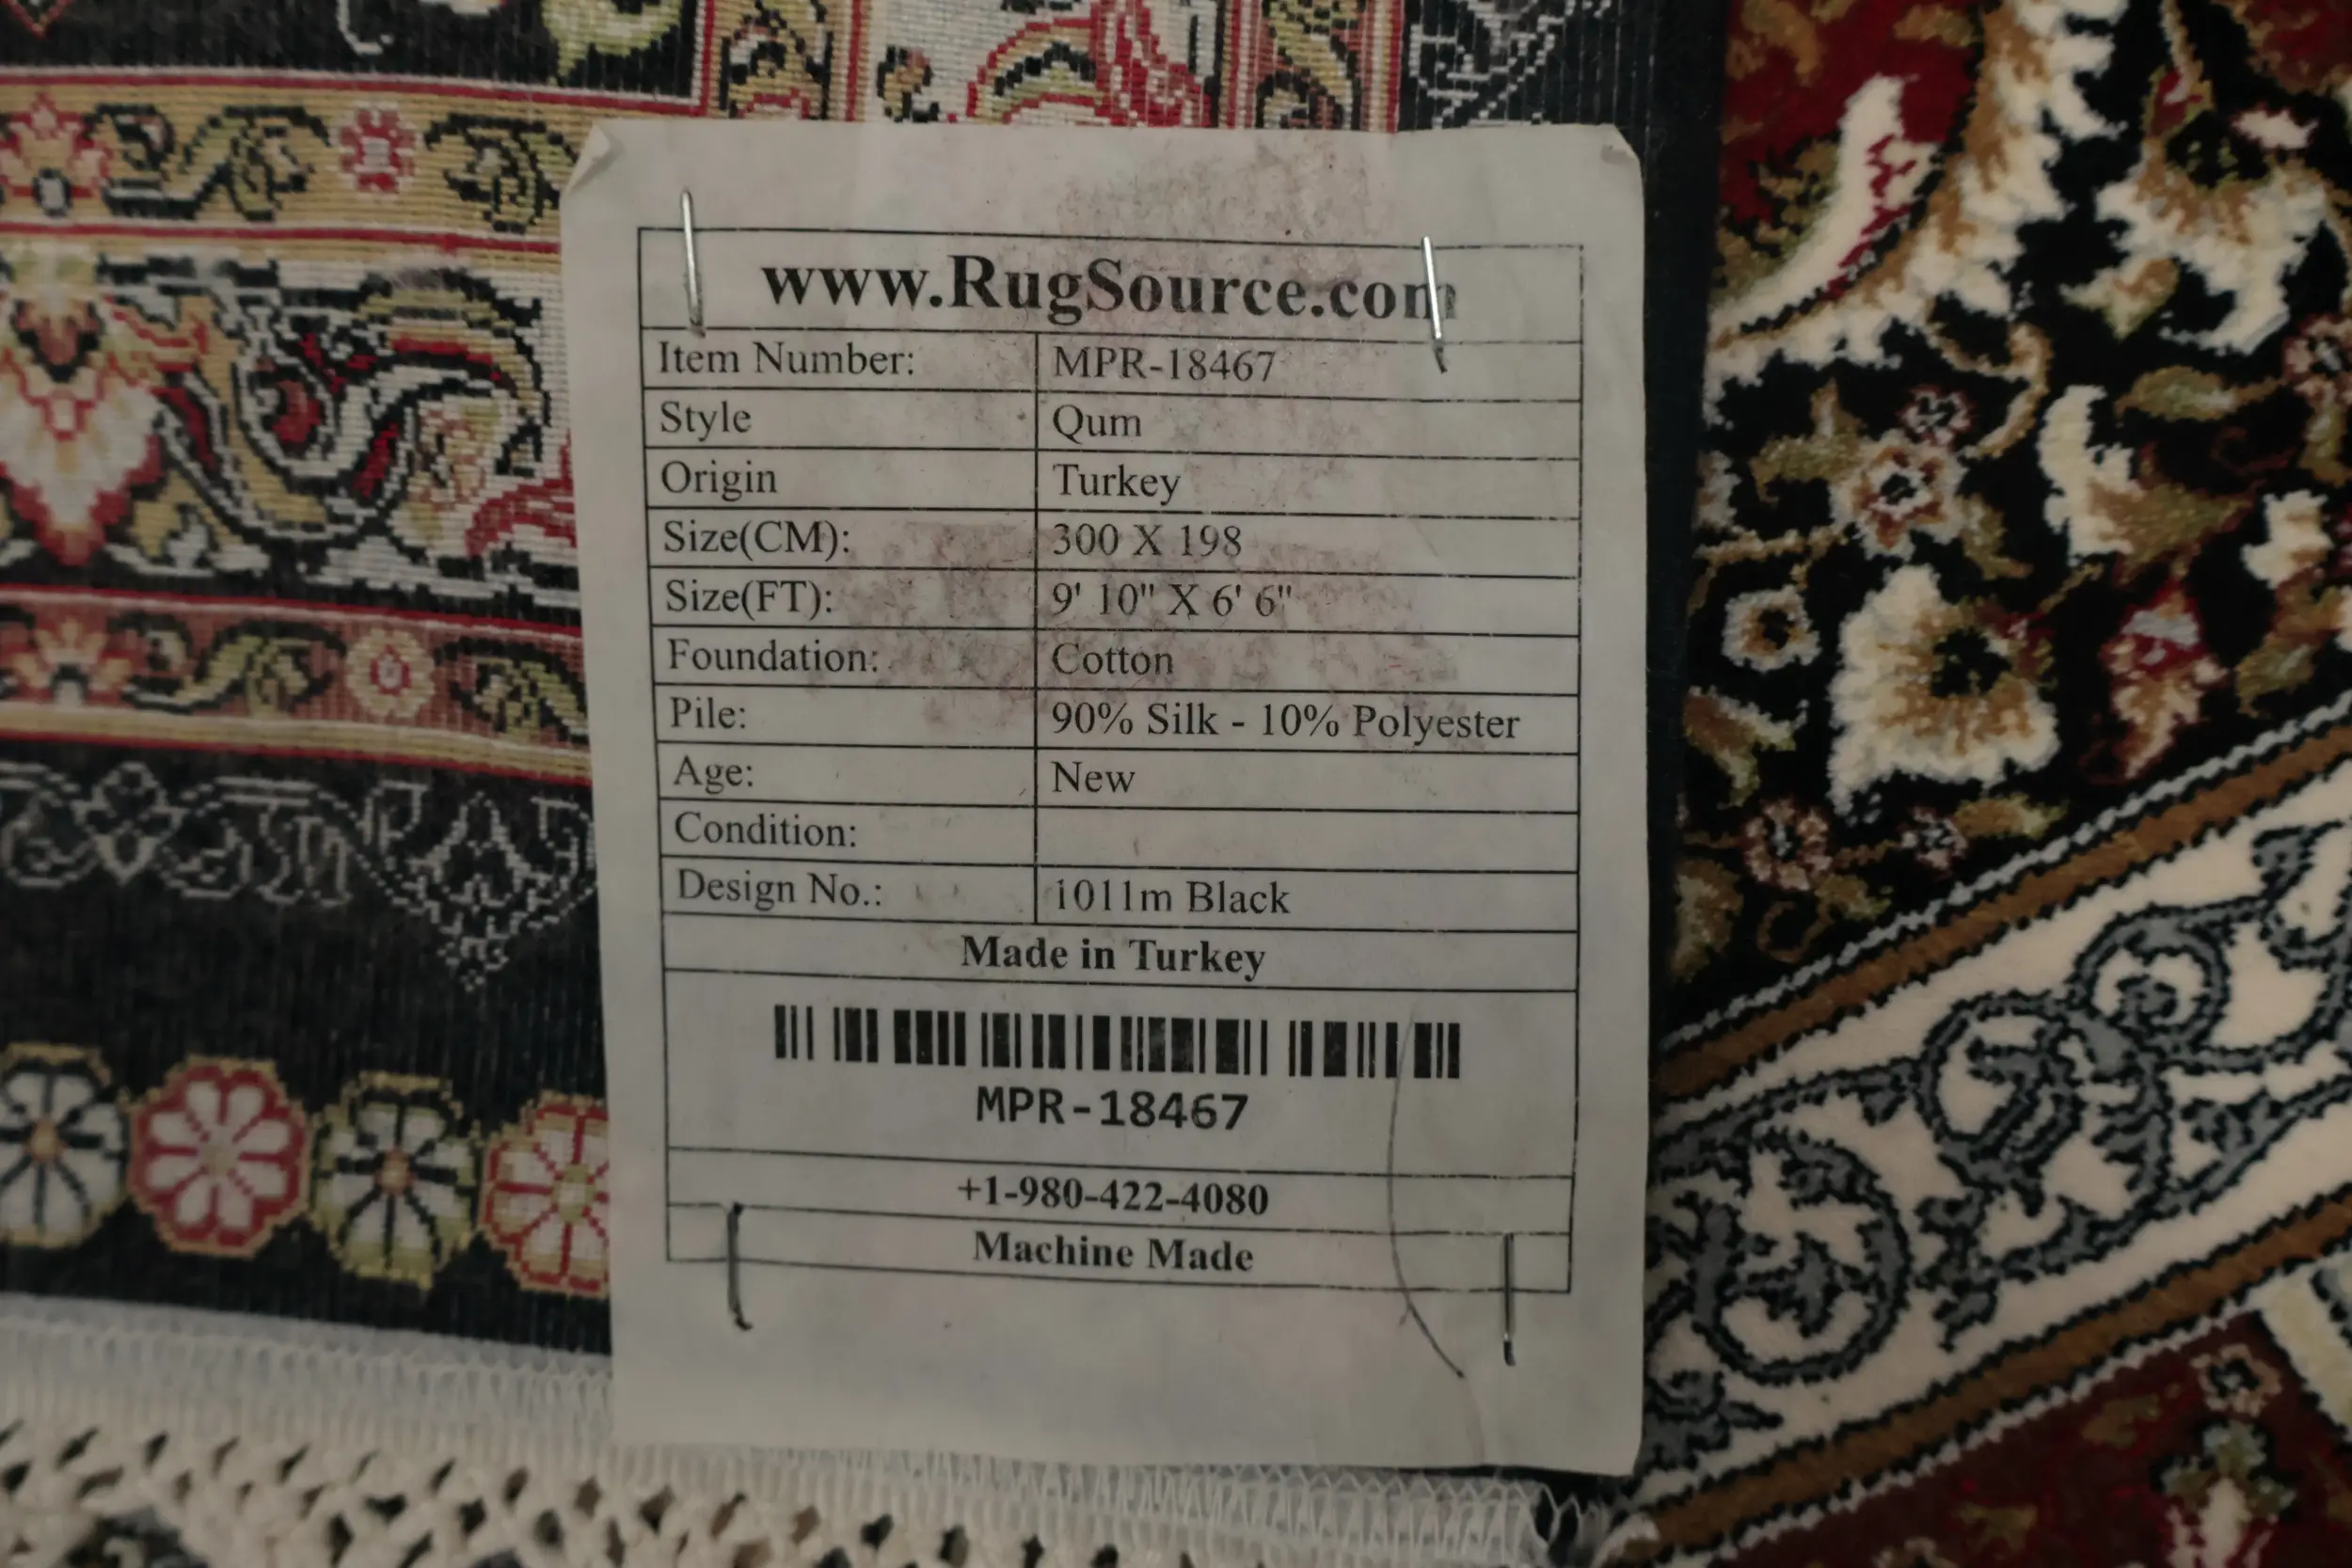 www.RugSource.com
Item Number: MPR-18467
Style Qum
Origin Turkey
Size(CM): 300 X 198
Size(FT): 9' 10" X 6' 6"
Foundation: Cotton
Pile: 90% Silk - 10% Polyester
Age: New
Condition:
Design No.: 1011m Black
Made in Turkey
MPR-18467
+1-980-422-4080
Machine Made